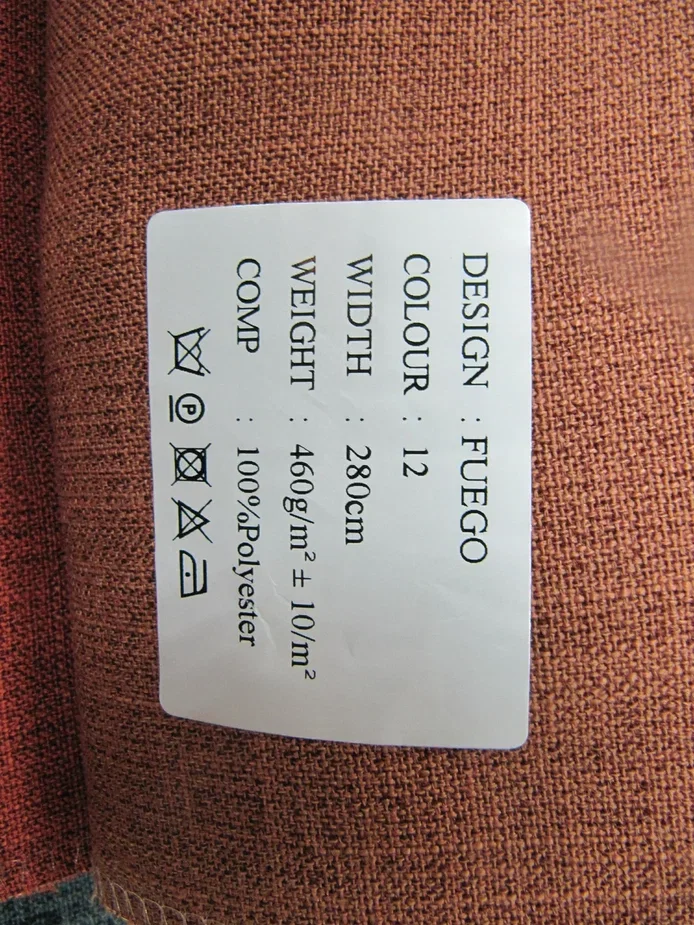 DESIGN : FUEGO
COLOUR : 12
WIDTH : 280cm
WEIGHT : 460g/m² ± 10/m²
COMP : 100%Polyester
P